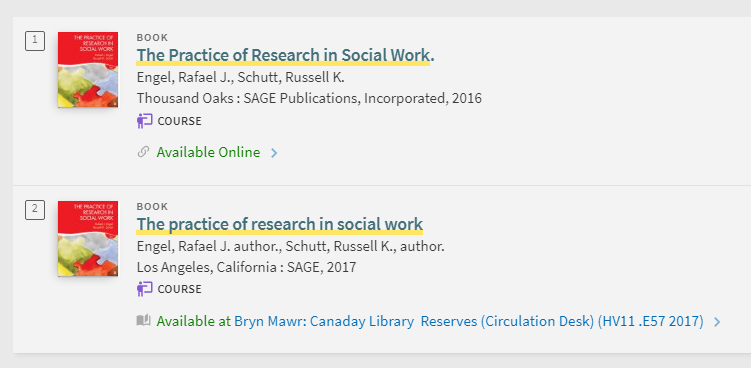 1
THE PRACTICE OF
RESEARCH IN
SOCIAL WORK
BOOK
The Practice of Research in Social Work.
Engel, Rafael J., Schutt, Russell K.
Thousand Oaks : SAGE Publications, Incorporated, 2016
COURSE
Available Online
2
THE PRACTICE OF
RESEARCH IN
SOCIAL WORK
BOOK
The practice of research in social work
Engel, Rafael J. author., Schutt, Russell K., author.
Los Angeles, California : SAGE, 2017
COURSE
Available at Bryn Mawr: Canaday Library Reserves (Circulation Desk) (HV11 .E57 2017)